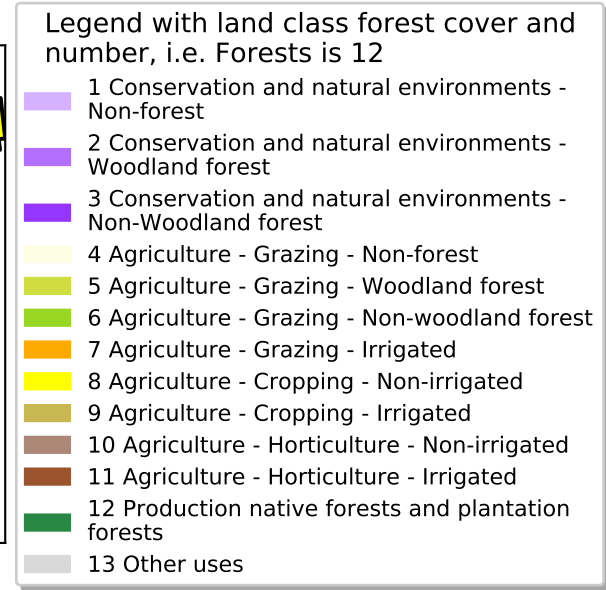 Legend with land class forest cover and
number, i.e. Forests is 12
1 Conservation and natural environments -
Non-forest
2 Conservation and natural environments -
Woodland forest
3 Conservation and natural environments -
Non-Woodland forest
4 Agriculture - Grazing - Non-forest
5 Agriculture - Grazing - Woodland forest
6 Agriculture - Grazing - Non-woodland forest
7 Agriculture - Grazing - Irrigated
8 Agriculture - Cropping - Non-irrigated
9 Agriculture - Cropping - Irrigated
10 Agriculture - Horticulture - Non-irrigated
11 Agriculture - Horticulture - Irrigated
12 Production native forests and plantation
forests
13 Other uses